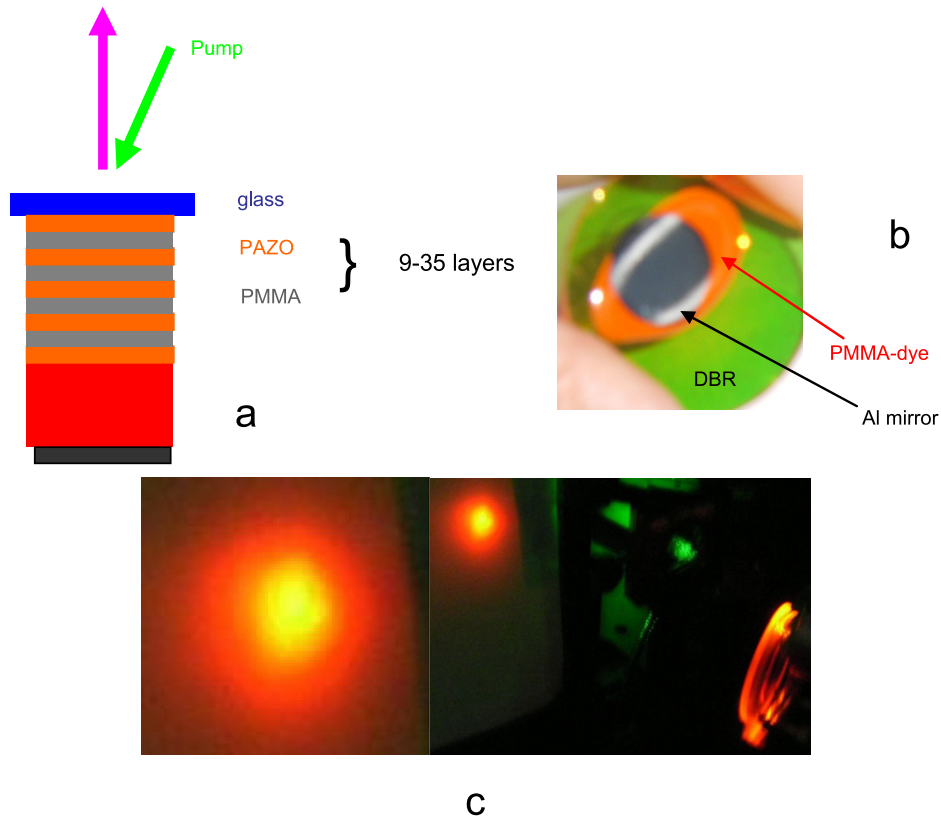 Pump
glass
PAZO
} 9-35 layers
PMMA
a
b
PMMA-dye
DBR
Al mirror
c